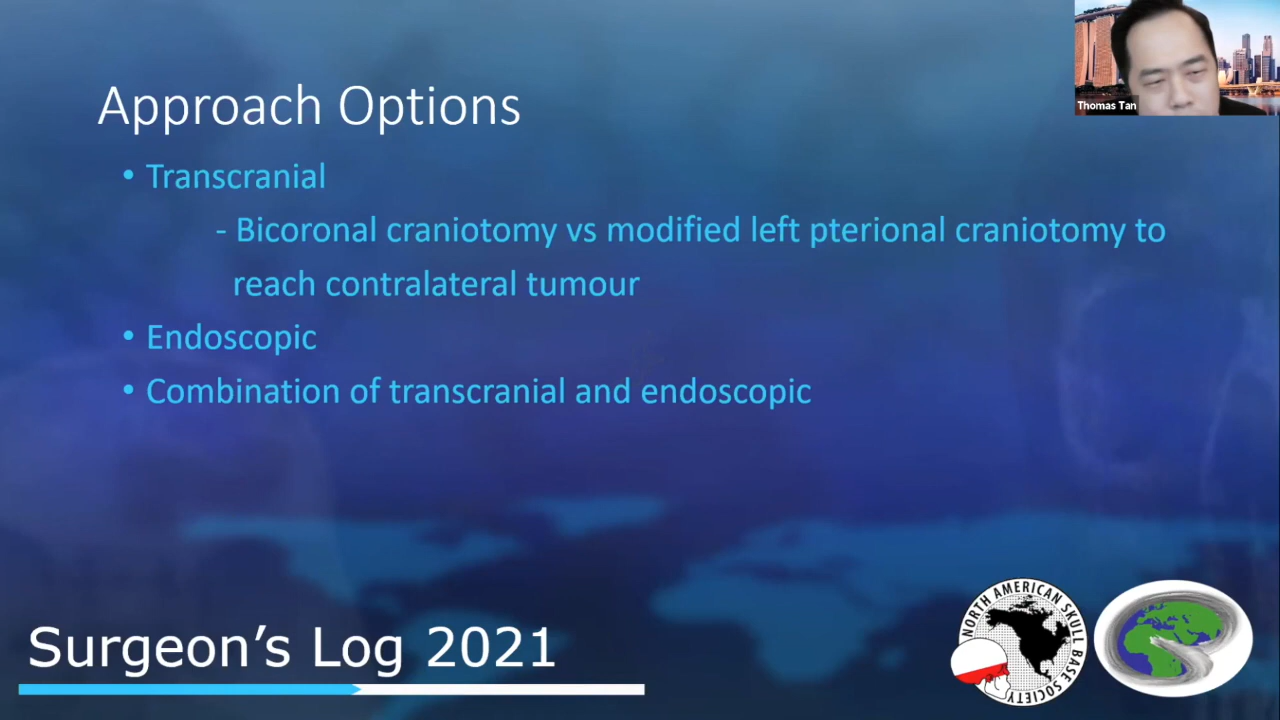 Approach Options
• Transcranial
- Bicoronal craniotomy vs modified left pterional craniotomy to
reach contralateral tumour
• Endoscopic
• Combination of transcranial and endoscopic
Thomas Tan
Surgeon's Log 2021
NORTH AMERICAN SKULL BASE SOCIETY